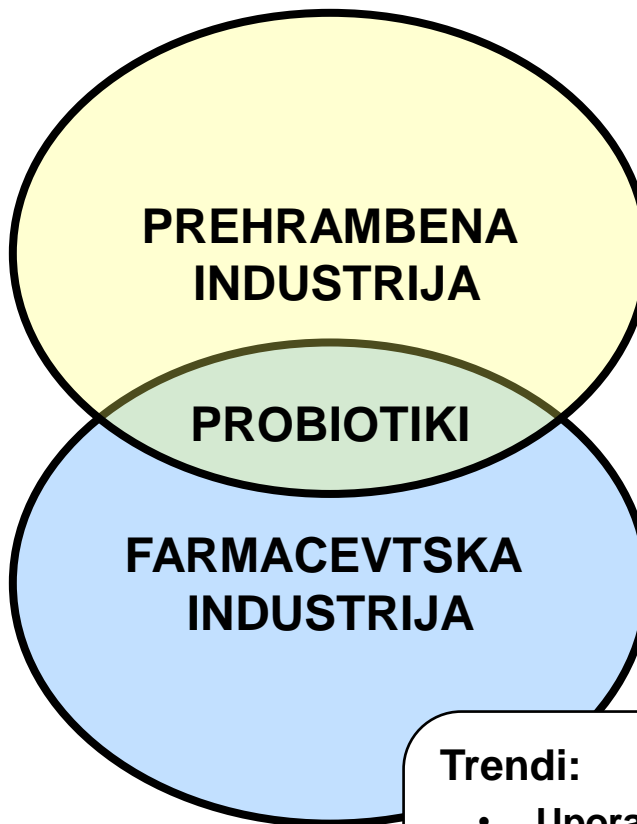 PREHRAMBENA
INDUSTRIJA
PROBIOTIKI
FARMACEVTSKA
INDUSTRIJA
Trendi: